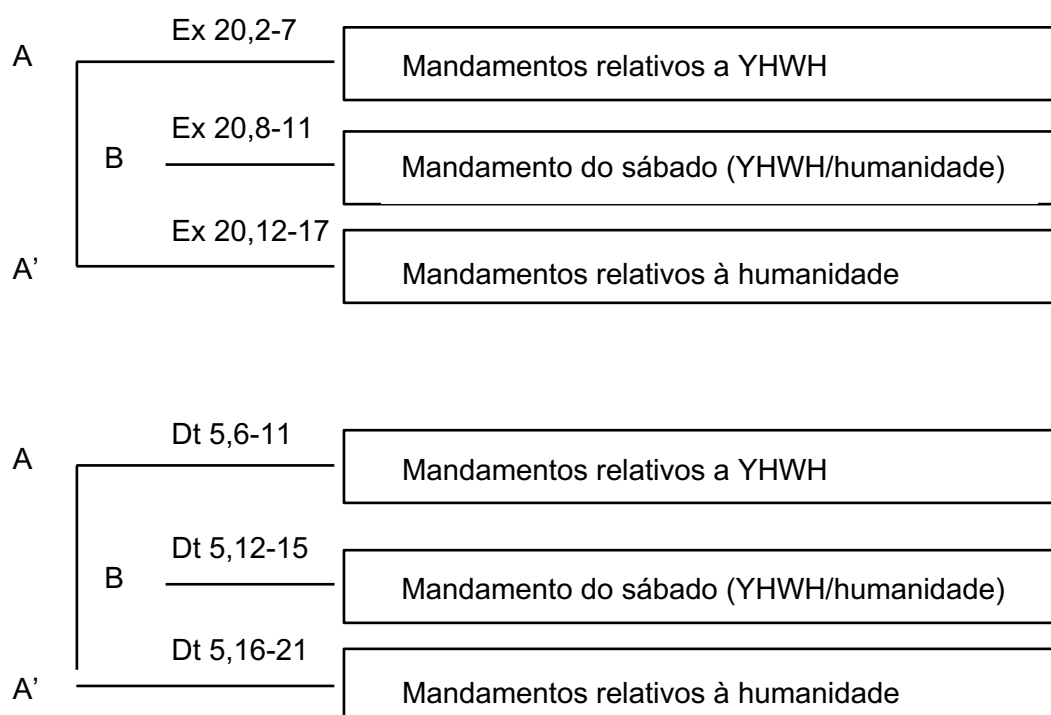 Ex 20,2-7
A
Mandamentos relativos a YHWH
Ex 20,8-11
B
Mandamento do sábado (YHWH/humanidade)
Ex 20,12-17
A’
Mandamentos relativos à humanidade
Dt 5,6-11
A
Mandamentos relativos a YHWH
Dt 5,12-15
B
Mandamento do sábado (YHWH/humanidade)
Dt 5,16-21
A’
Mandamentos relativos à humanidade